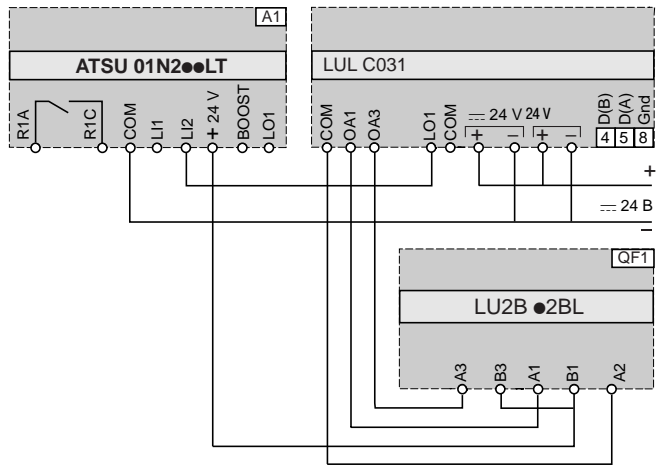 A1
ATSU 01N2●●LT
LUL C031
R1A
R1C
COM
LI1
LI2
+ 24 V
BOOST
LO1
COM
OA1
OA3
LO1
COM
24 V
24 V
+
−
+
−
D(B)
D(A)
Gnd
4 5 8
+
24 В
−
QF1
LU2B ●2BL
A3
B3
A1
B1
A2